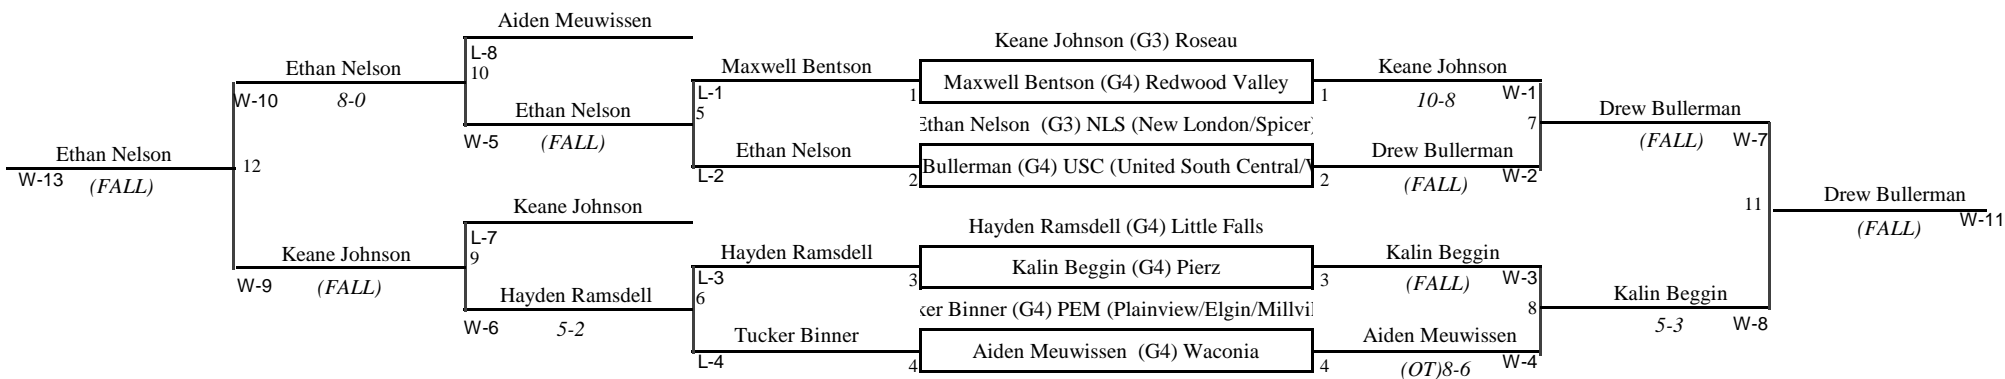 Aiden Meuwissen
L-8
10
Ethan Nelson
W-10
8-0
Ethan Nelson
W-5
(FALL)
Ethan Nelson
W-13
(FALL)
12
Keane Johnson
L-7
9
Keane Johnson
W-9
(FALL)
Hayden Ramsdell
W-6
5-2
Maxwell Bentson
L-1
5
Ethan Nelson
L-2
Hayden Ramsdell
L-3
6
Tucker Binner
L-4
Keane Johnson (G3) Roseau
1 Maxwell Bentson (G4) Redwood Valley 1
Ethan Nelson (G3) NLS (New London/Spicer)
2 Bullerman (G4) USC (United South Central/ 2
Hayden Ramsdell (G4) Little Falls
3 Kalin Beggin (G4) Pierz 3
Binner (G4) PEM (Plainview/Elgin/
4 Aiden Meuwissen (G4) Waconia 4
Keane Johnson
10-8
W-1
7
Drew Bullerman
(FALL)
W-2
Kalin Beggin
(FALL)
W-3
8
Aiden Meuwissen
(OT)8-6
W-4
Drew Bullerman
(FALL)
W-7
11
Kalin Beggin
5-3
W-8
Drew Bullerman
(FALL)
W-11